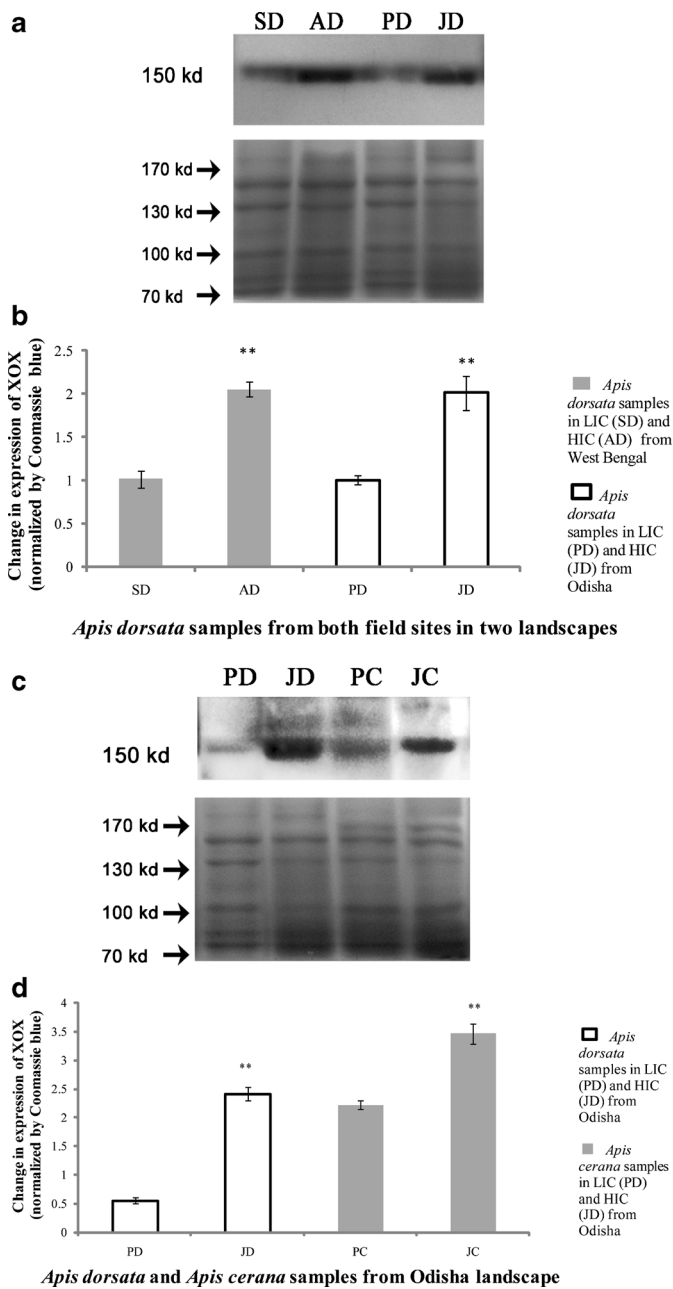 a
SD AD PD JD
150 kd
170 kd
130 kd
100 kd
70 kd
b
Change in expression of XOX
(normalized by Coomassie blue)
2.5
2
1.5
1
0.5
0
**
**
SD AD PD JD
Apis
dorsata samples
in LIC (SD) and
HIC (AD) from
West Bengal
Apis
dorsata
samples in LIC
(PD) and HIC
(JD) from
Odisha
Apis dorsata samples from both field sites in two landscapes
c
PD JD PC JC
150 kd
170 kd
130 kd
100 kd
70 kd
d
Change in expression of XOX
(normalized by Coomassie blue)
4
3.5
3
2.5
2
1.5
1
0.5
0
**
**
PD JD PC JC
Apis
dorsata
samples in LIC
(PD) and HIC
(JD) from
Odisha
Apis
cerana samples
in LIC (PD)
and HIC
(JD) from
Odisha
Apis dorsata and Apis cerana samples from Odisha landscape